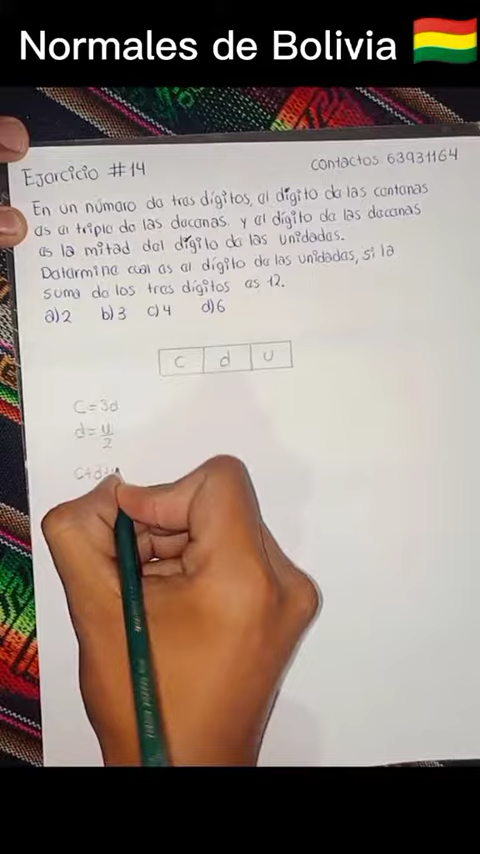 Normales de Bolivia 🇧🇴
Ejercicio #14
contactos: 63931164
En un número de tres dígitos, el dígito de las centenas
es el triple de las decenas. y el dígito de las decenas
es la mitad del dígito de las unidades.
Determine cual es el dígito de las unidades, si la
suma de los tres dígitos es 12.
a) 2 b) 3 c) 4 d) 6
C d U
C=3d
d=u/2
C+d+u